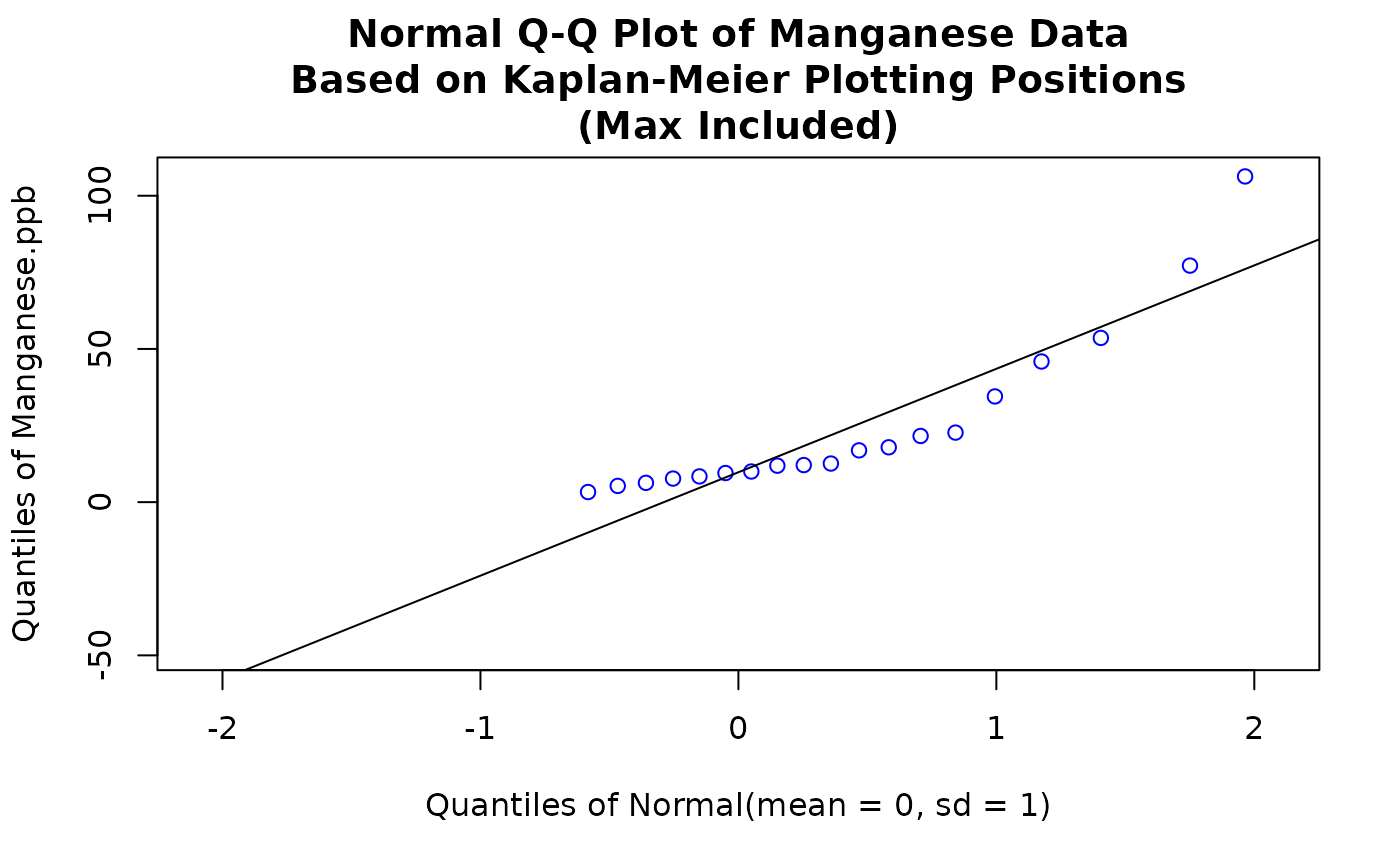 Normal Q-Q Plot of Manganese Data
Based on Kaplan-Meier Plotting Positions
(Max Included)
Quantiles of Manganese.ppb
100
50
0
-50
-2
-1
0
1
2
Quantiles of Normal(mean = 0, sd = 1)